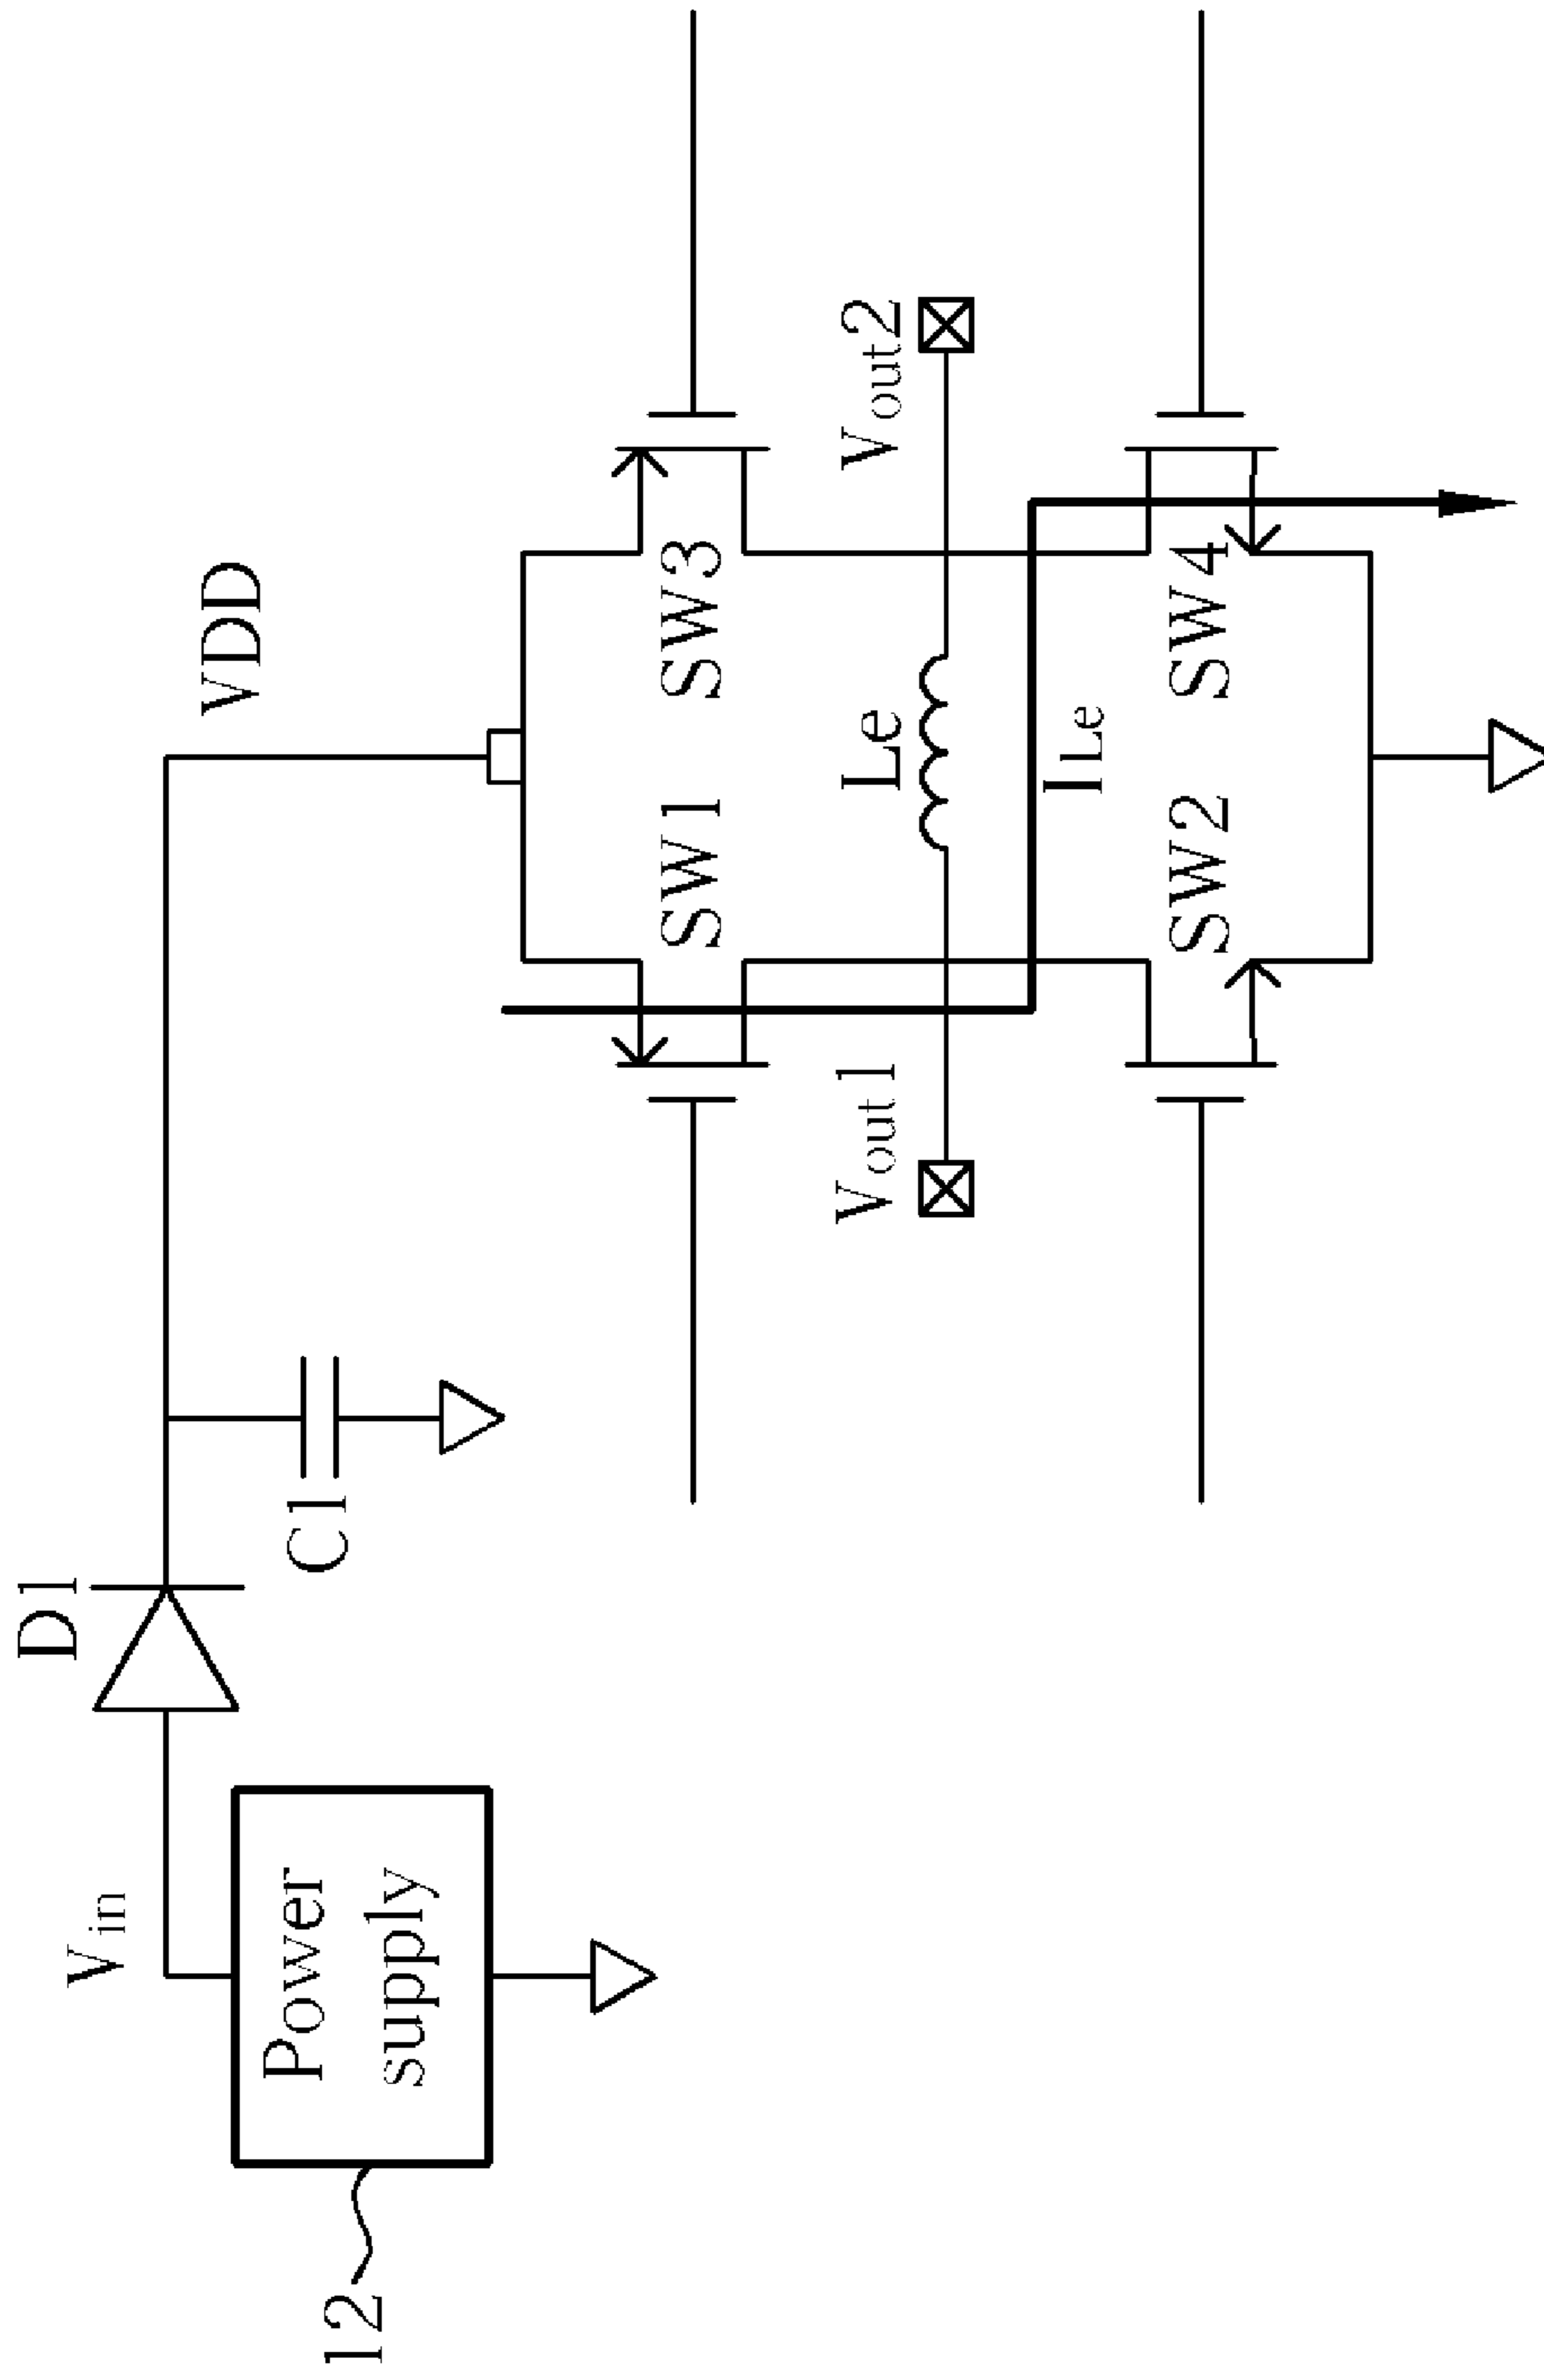 12
Power
supply
Vin
D1
C1
VDD
SW1
SW3
Vout1
Le
Vout2
ILe
SW2
SW4